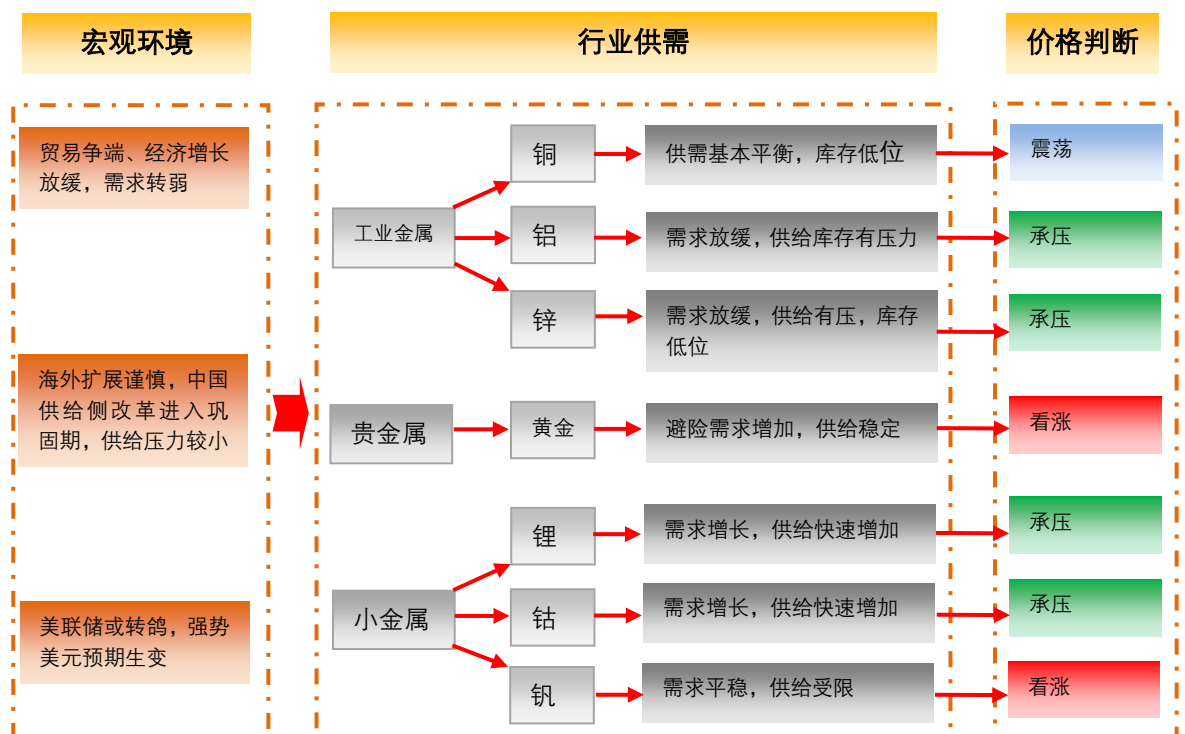 宏观环境
行业供需
价格判断
贸易争端、经济增长
放缓，需求转弱
海外扩展谨慎，中国
供给侧改革进入巩
固期，供给压力较小
美联储或转鸽，强势
美元预期生变
工业金属
铜
供需基本平衡，库存低位
震荡
铝
需求放缓，供给库存有压力
承压
锌
需求放缓，供给有压，库存
低位
承压
贵金属
黄金
避险需求增加，供给稳定
看涨
小金属
锂
需求增长，供给快速增加
承压
钴
需求增长，供给快速增加
承压
钒
需求平稳，供给受限
看涨